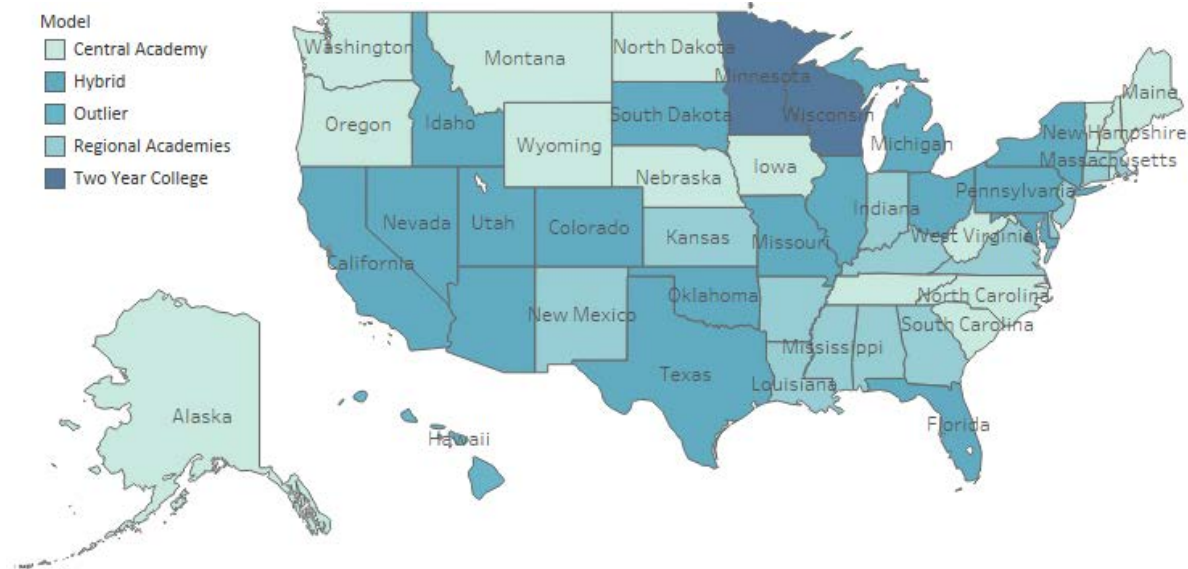 Model
Central Academy
Hybrid
Outlier
Regional Academies
Two Year College
Washington
Montana
North Dakota
Minnesota
Maine
Oregon
Idaho
South Dakota
Wisconsin
Michigan
New Hampshire
Wyoming
Nebraska
Iowa
Massachusetts
Nevada
Utah
Colorado
Kansas
Missouri
Indiana
Pennsylvania
West Virginia
California
New Mexico
Oklahoma
North Carolina
South Carolina
Mississippi
Texas
Louisiana
Florida
Alaska
Hawaii